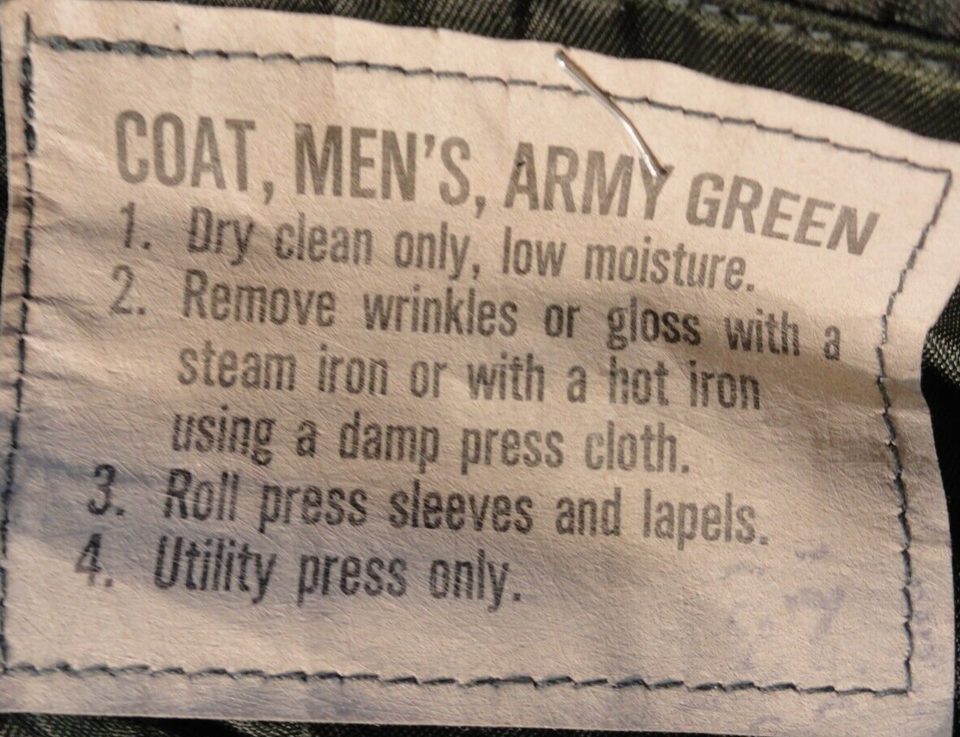 COAT, MEN'S, ARMY GREEN
1. Dry clean only, low moisture.
2. Remove wrinkles or gloss with a
steam iron or with a hot iron
using a damp press cloth.
3. Roll press sleeves and lapels.
4. Utility press only.